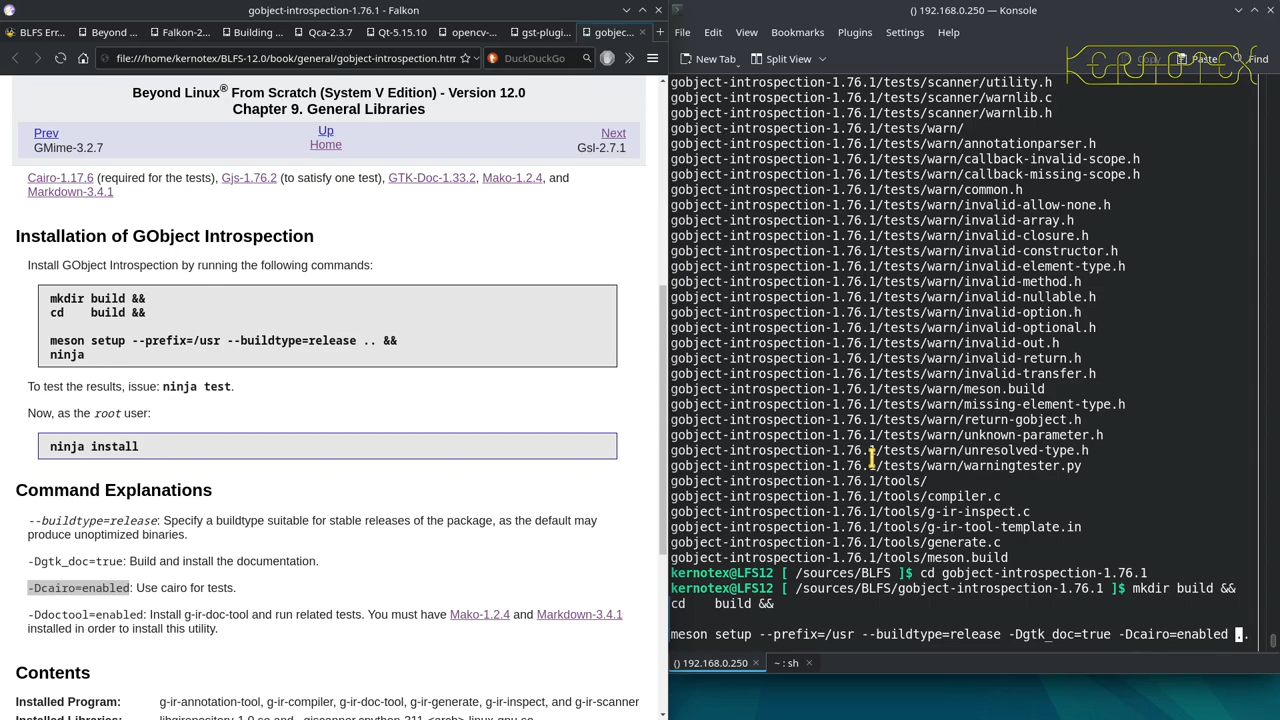 gobject-introspection-1.76.1 - Falkon
BLFS Err...
Beyond ...
Falkon-2...
Building ...
Qca-2.3.7
Qt-5.15.10
opencv-...
gst-plugi...
gobjec...
file:///home/kernotex/BLFS-12.0/book/general/gobject-introspection.htm
DuckDuckGo
Beyond Linux® From Scratch (System V Edition) - Version 12.0
Chapter 9. General Libraries
Prev
Up
Next
GMime-3.2.7
Home
Gsl-2.7.1
Cairo-1.17.6 (required for the tests), Gjs-1.76.2 (to satisfy one test), GTK-Doc-1.33.2, Mako-1.2.4, and
Markdown-3.4.1
Installation of GObject Introspection
Install GObject Introspection by running the following commands:
mkdir build &&
cd    build &&
meson setup --prefix=/usr --buildtype=release .. &&
ninja
To test the results, issue: ninja test.
Now, as the root user:
ninja install
Command Explanations
--buildtype=release: Specify a buildtype suitable for stable releases of the package, as the default may
produce unoptimized binaries.
-Dgtk_doc=true: Build and install the documentation.
-Dcairo=enabled: Use cairo for tests.
-Ddoctool=enabled: Install g-ir-doc-tool and run related tests. You must have Mako-1.2.4 and Markdown-3.4.1
installed in order to install this utility.
Contents
Installed Program: g-ir-annotation-tool, g-ir-compiler, g-ir-doc-tool, g-ir-generate, g-ir-inspect, and g-ir-scanner
() 192.168.0.250 — Konsole
File
Edit
View
Bookmarks
Plugins
Settings
Help
New Tab
Split View
Copy
Paste
Find
KERNOTEX
gobject-introspection-1.76.1/tests/scanner/utility.h
gobject-introspection-1.76.1/tests/scanner/warnlib.c
gobject-introspection-1.76.1/tests/scanner/warnlib.h
gobject-introspection-1.76.1/tests/warn/
gobject-introspection-1.76.1/tests/warn/annotationparser.h
gobject-introspection-1.76.1/tests/warn/callback-invalid-scope.h
gobject-introspection-1.76.1/tests/warn/callback-missing-scope.h
gobject-introspection-1.76.1/tests/warn/common.h
gobject-introspection-1.76.1/tests/warn/invalid-allow-none.h
gobject-introspection-1.76.1/tests/warn/invalid-array.h
gobject-introspection-1.76.1/tests/warn/invalid-closure.h
gobject-introspection-1.76.1/tests/warn/invalid-constructor.h
gobject-introspection-1.76.1/tests/warn/invalid-element-type.h
gobject-introspection-1.76.1/tests/warn/invalid-method.h
gobject-introspection-1.76.1/tests/warn/invalid-nullable.h
gobject-introspection-1.76.1/tests/warn/invalid-option.h
gobject-introspection-1.76.1/tests/warn/invalid-optional.h
gobject-introspection-1.76.1/tests/warn/invalid-out.h
gobject-introspection-1.76.1/tests/warn/invalid-return.h
gobject-introspection-1.76.1/tests/warn/invalid-transfer.h
gobject-introspection-1.76.1/tests/warn/meson.build
gobject-introspection-1.76.1/tests/warn/missing-element-type.h
gobject-introspection-1.76.1/tests/warn/return-gobject.h
gobject-introspection-1.76.1/tests/warn/unknown-parameter.h
gobject-introspection-1.76.1/tests/warn/unresolved-type.h
gobject-introspection-1.76.1/tests/warn/warningtester.py
gobject-introspection-1.76.1/tools/
gobject-introspection-1.76.1/tools/compiler.c
gobject-introspection-1.76.1/tools/g-ir-inspect.c
gobject-introspection-1.76.1/tools/g-ir-tool-template.in
gobject-introspection-1.76.1/tools/generate.c
gobject-introspection-1.76.1/tools/meson.build
kernotex@LFS12 [ /sources/BLFS ]$ cd gobject-introspection-1.76.1
kernotex@LFS12 [ /sources/BLFS/gobject-introspection-1.76.1 ]$ mkdir build &&
cd    build &&
meson setup --prefix=/usr --buildtype=release -Dgtk_doc=true -Dcairo=enabled ..
() 192.168.0.250
~ : sh